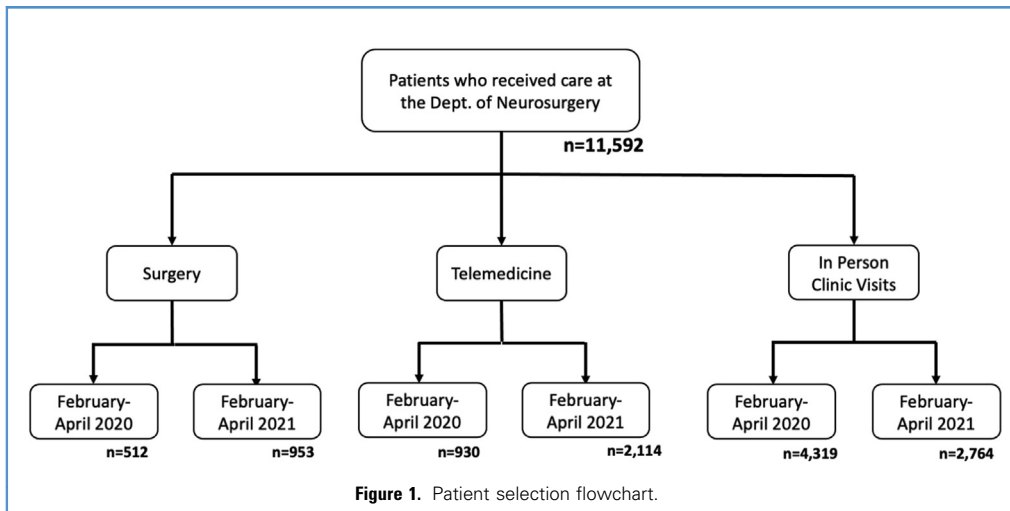 Patients who received care at
the Dept. of Neurosurgery
n=11,592
Surgery
Telemedicine
In Person
Clinic Visits
February-
April 2020
n=512
February-
April 2021
n=953
February-
April 2020
n=930
February-
April 2021
n=2,114
February-
April 2020
n=4,319
February-
April 2021
n=2,764
Figure 1. Patient selection flowchart.